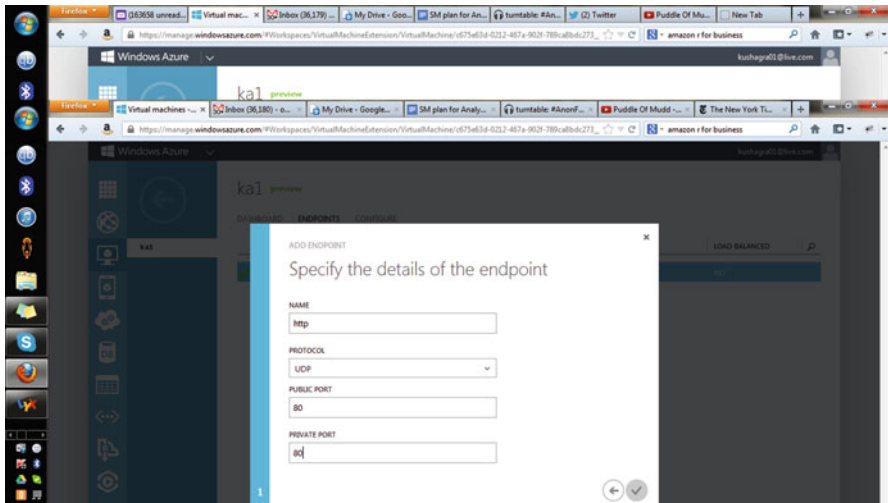 Firefox
(163658 unread...
Virtual mac...
Inbox (36,179) ...
My Drive - Goo...
SM plan for An...
turntable: #An...
(2) Twitter
Puddle Of Mu...
New Tab
https://manage.windowsazure.com/#Workspaces/VirtualMachineExtension/VirtualMachine/c675e63d-0212-467a-902f-789ca8bdc273_
amazon r for business
Windows Azure
kushagra01@live.com
ka1 preview
Firefox
Virtual machines -...
Inbox (36,180) - o...
My Drive - Google...
SM plan for Analy...
turntable: #AnonF...
Puddle Of Mudd -...
The New York Ti...
https://manage.windowsazure.com/#Workspaces/VirtualMachineExtension/VirtualMachine/c675e63d-0212-467a-902f-789ca8bdc273_
amazon r for business
Windows Azure
kushagra01@live.com
ka1 preview
DASHBOARD ENDPOINTS CONFIGURE
ka1
LOAD BALANCED
ADD ENDPOINT
Specify the details of the endpoint
NAME
http
PROTOCOL
UDP
PUBLIC PORT
80
PRIVATE PORT
80
1